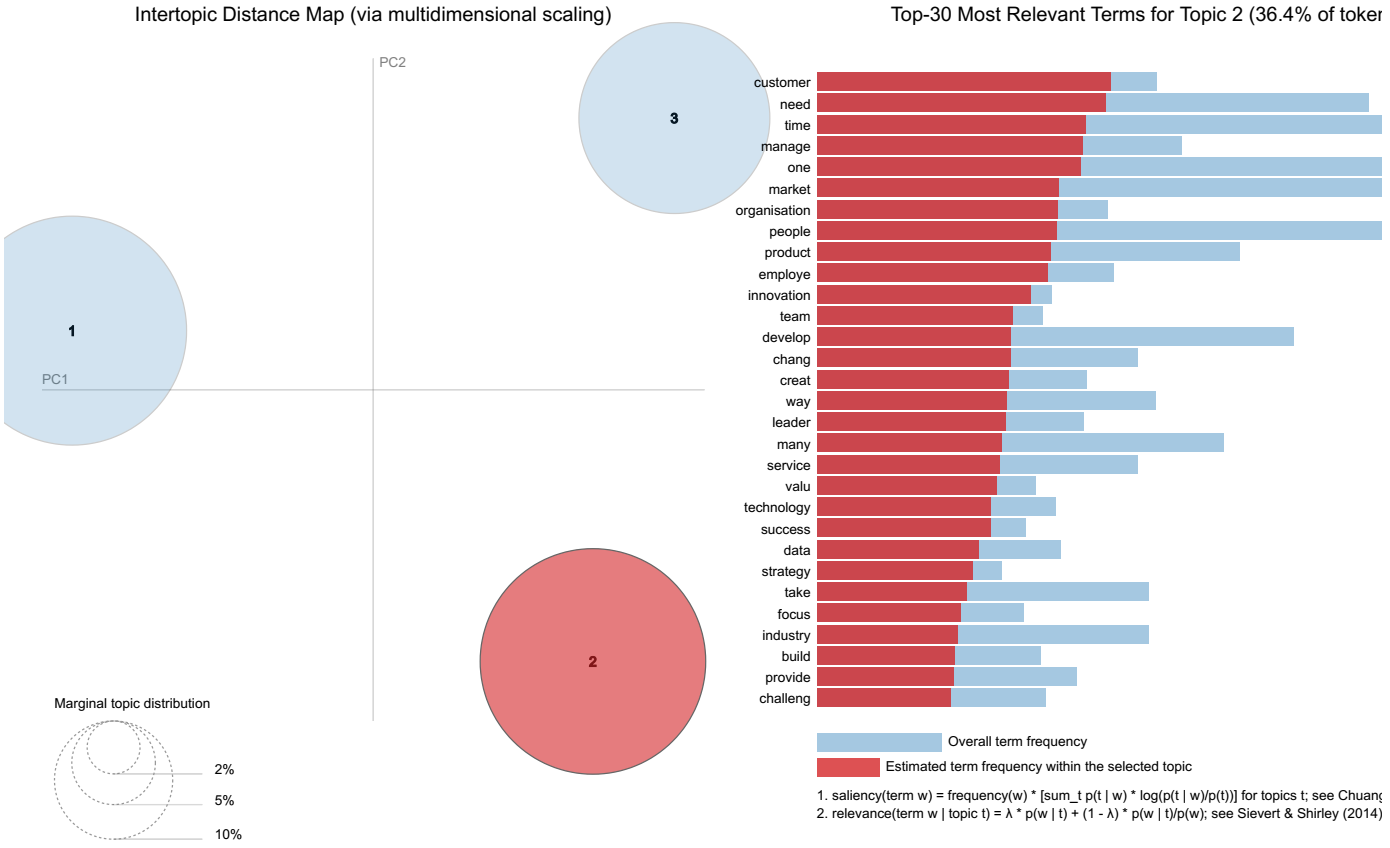 Intertopic Distance Map (via multidimensional scaling)
PC2
3
1
PC1
2
Marginal topic distribution
2%
5%
10%
Top-30 Most Relevant Terms for Topic 2 (36.4% of
customer
need
time
manage
one
market
organisation
people
product
employe
innovation
team
develop
chang
creat
way
leader
many
service
valu
technology
success
data
strategy
take
focus
industry
build
provide
challeng
Overall term frequency
Estimated term frequency within the selected topic
1. saliency(term w) = frequency(w) * [sum_t p(t | w) * log(p(t | w)/p(t))] for topics t; see
2. relevance(term w | topic t) = λ * p(w | t) + (1 - λ) * p(w | t)/p(w); see Sievert & Shirley (2014)